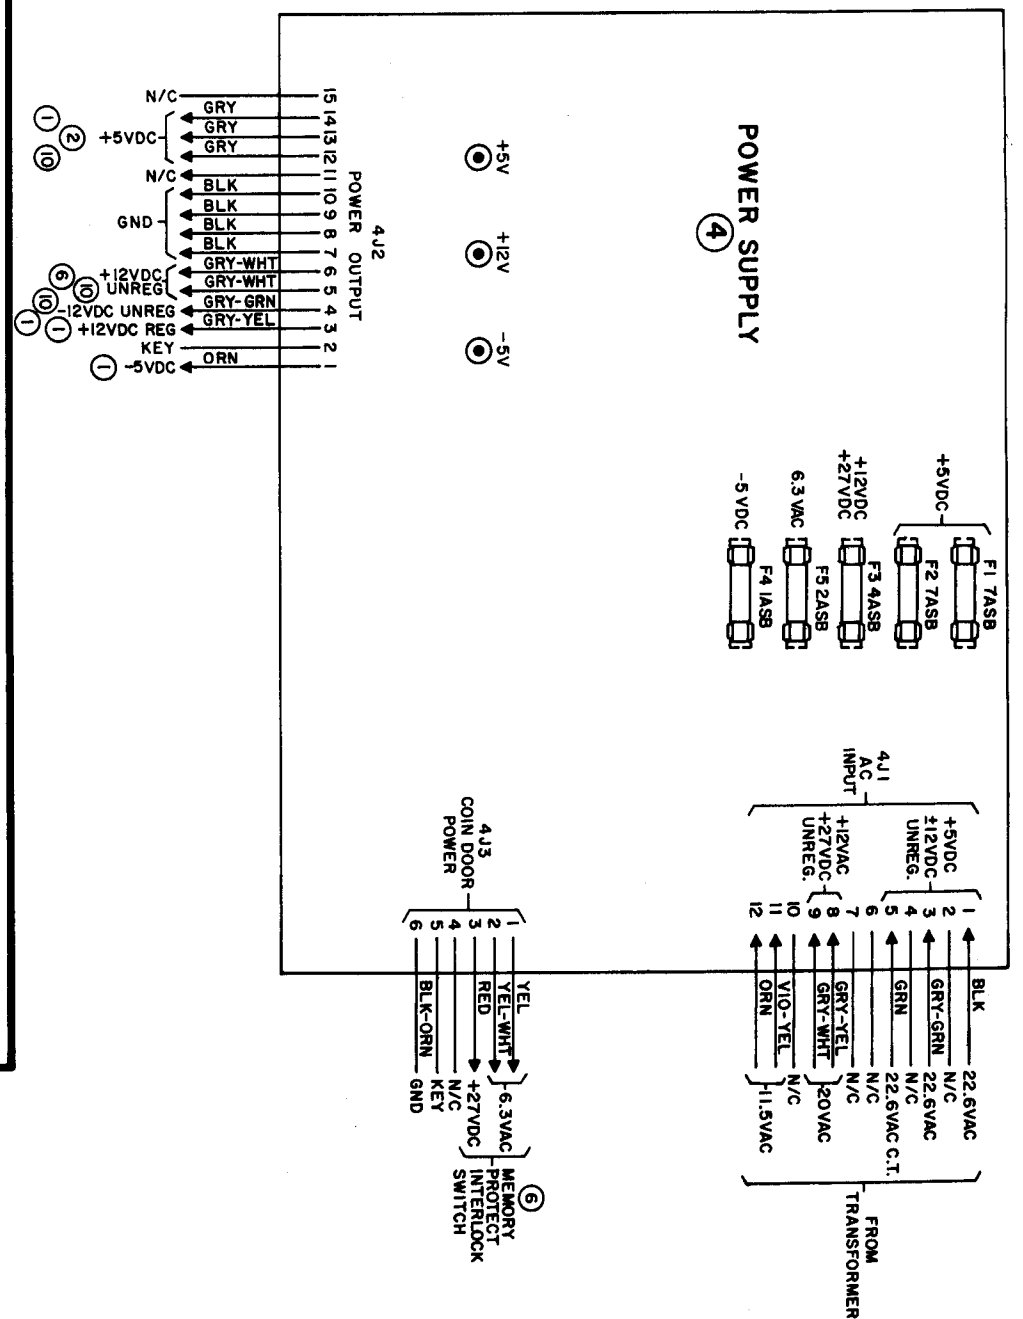 POWER SUPPLY
4
+5V
+12V
-5V
4J2
POWER OUTPUT
15
N/C
14
GRY
13
GRY
12
GRY
+5VDC
1
2
10
11
N/C
10
BLK
9
BLK
8
BLK
7
BLK
GND
6
GRY-WHT
5
GRY-WHT
+12VDC
UNREG
6
10
4
GRY-GRN
-12VDC UNREG
10
1
3
GRY-YEL
+12VDC REG
1
2
KEY
1
ORN
-5VDC
1
+5VDC
F1 7ASB
F2 7ASB
+12VDC
+27VDC
F3 4ASB
6.3 VAC
F5 2ASB
-5 VDC
F4 1ASB
4J1
AC
INPUT
+5VDC
±12VDC
UNREG.
+12VAC
+27VDC
UNREG.
1
BLK
22.6VAC
2
N/C
3
GRY-GRN
22.6VAC
4
N/C
5
GRN
22.6VAC C.T.
6
N/C
7
N/C
8
GRY-YEL
9
GRY-WHT
20VAC
10
N/C
11
VIO-YEL
12
ORN
11.5VAC
FROM
TRANSFORMER
4J3
COIN DOOR
POWER
1
YEL
2
YEL-WHT
6.3VAC
3
RED
+27VDC
4
N/C
5
KEY
6
BLK-ORN
GND
6
MEMORY
PROTECT
INTERLOCK
SWITCH